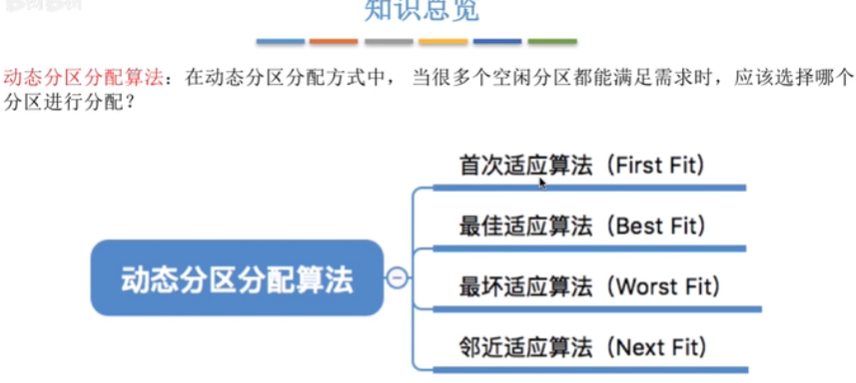 知识总览
动态分区分配算法：在动态分区分配方式中， 当很多个空闲分区都能满足需求时，应该选择哪个
分区进行分配？
首次适应算法（First Fit）
最佳适应算法（Best Fit）
动态分区分配算法
最坏适应算法（Worst Fit）
邻近适应算法（Next Fit）